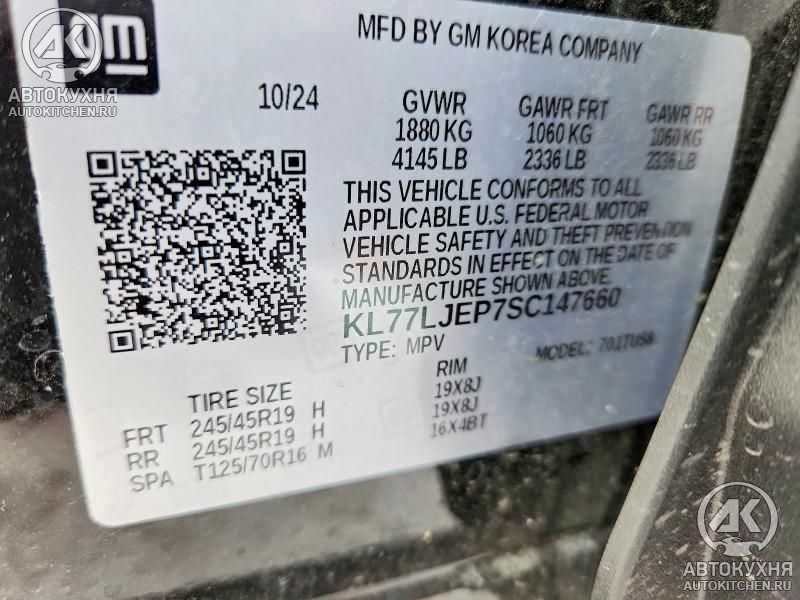 gm
MFD BY GM KOREA COMPANY
10/24 GVWR GAWR FRT GAWR RR
1880 KG 1060 KG 1060 KG
4145 LB 2336 LB 2336 LB
THIS VEHICLE CONFORMS TO ALL
APPLICABLE U.S. FEDERAL MOTOR
VEHICLE SAFETY AND THEFT PREVENTION
STANDARDS IN EFFECT ON THE DATE OF
MANUFACTURE SHOWN ABOVE.
KL77LJEP7SC147660
TYPE: MPV MODEL: 701TU58
TIRE SIZE RIM
FRT 245/45R19 H 19X8J
RR 245/45R19 H 19X8J
SPA T125/70R16 M 16X4BT
АК
АВТОКУХНЯ
AUTOKITCHEN.RU
АК
АВТОКУХНЯ
AUTOKITCHEN.RU